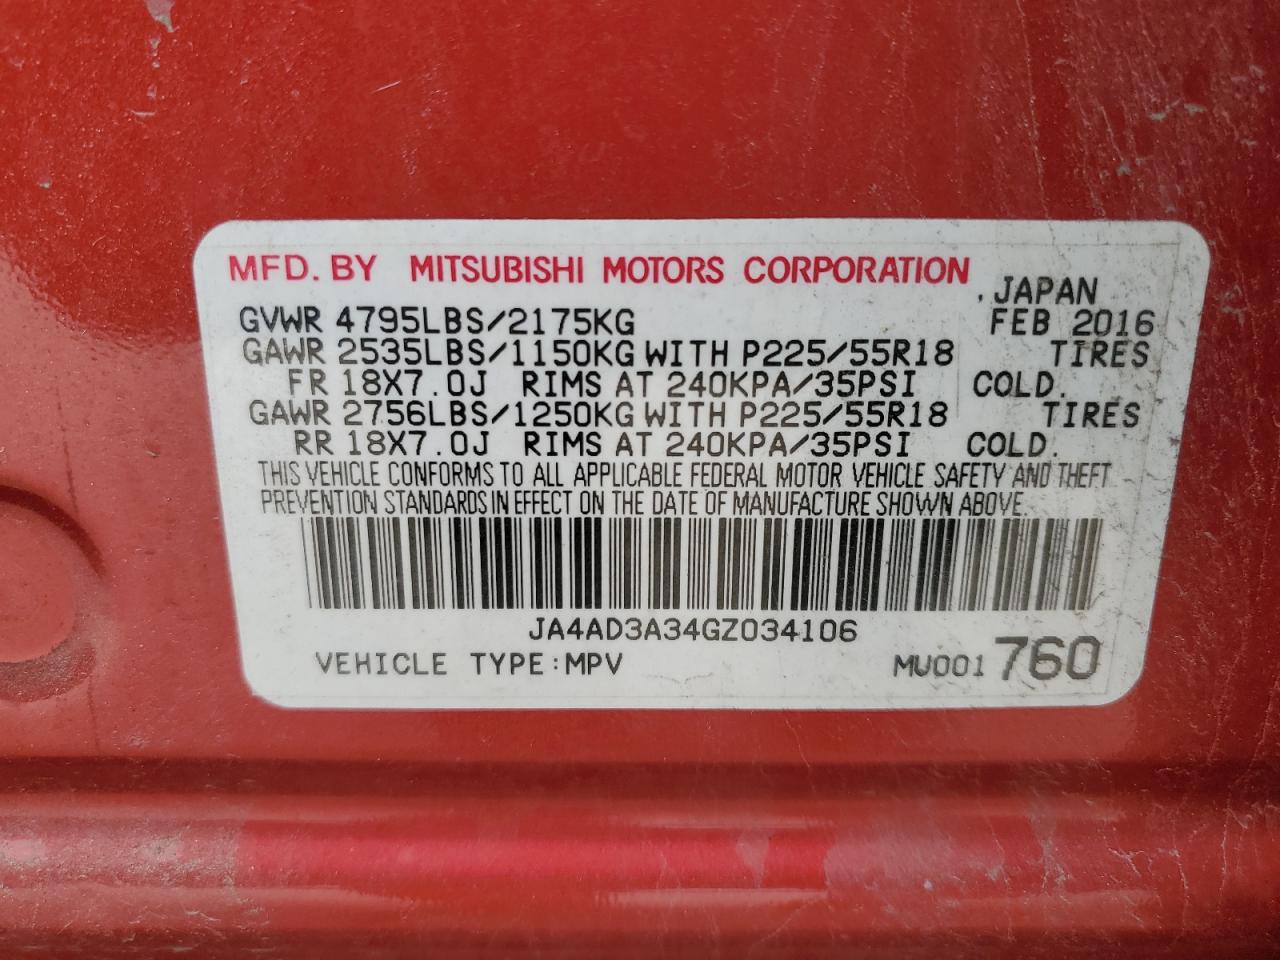 MFD. BY MITSUBISHI MOTORS CORPORATION
, JAPAN
GVWR 4795LBS/2175KG FEB 2016
GAWR 2535LBS/1150KG WITH P225/55R18 TIRES
FR 18X7.0J RIMS AT 240KPA/35PSI COLD.
GAWR 2756LBS/1250KG WITH P225/55R18 TIRES
RR 18X7.0J RIMS AT 240KPA/35PSI COLD.
THIS VEHICLE CONFORMS TO ALL APPLICABLE FEDERAL MOTOR VEHICLE SAFETY AND THEFT
PREVENTION STANDARDS IN EFFECT ON THE DATE OF MANUFACTURE SHOWN ABOVE.
JA4AD3A34GZ034106
VEHICLE TYPE:MPV MU001760